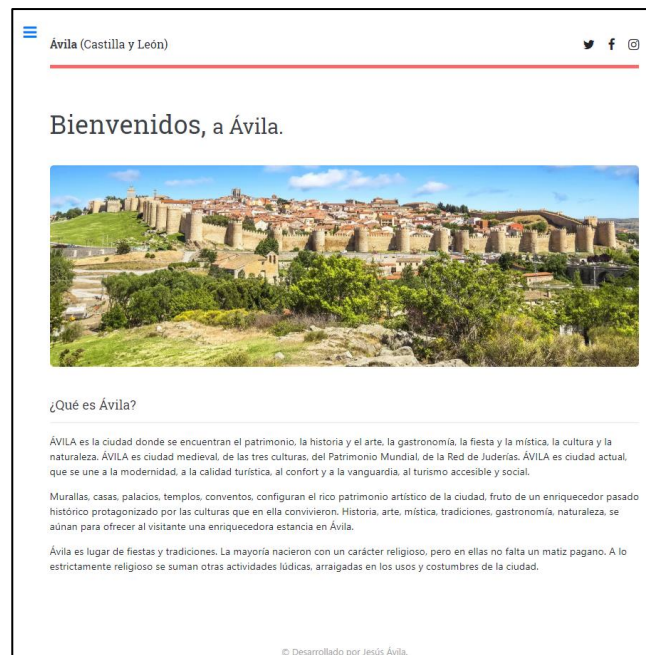 Ávila (Castilla y León)
Bienvenidos, a Ávila.
¿Qué es Ávila?
ÁVILA es la ciudad donde se encuentran el patrimonio, la historia y el arte, la gastronomía, la fiesta y la mística, la cultura y la
naturaleza. ÁVILA es ciudad medieval, de las tres culturas, del Patrimonio Mundial, de la Red de Juderías. ÁVILA es ciudad actual,
que se une a la modernidad, a la calidad turística, al confort y a la vanguardia, al turismo accesible y social.
Murallas, casas, palacios, templos, conventos, configuran el rico patrimonio artístico de la ciudad, fruto de un enriquecedor pasado
histórico protagonizado por las culturas que en ella convivieron. Historia, arte, mística, tradiciones, gastronomía, naturaleza, se
aúnan para ofrecer al visitante una enriquecedora estancia en Ávila.
Ávila es lugar de fiestas y tradiciones. La mayoría nacieron con un carácter religioso, pero en ellas no falta un matiz pagano. A lo
estrictamente religioso se suman otras actividades lúdicas, arraigadas en los usos y costumbres de la ciudad.
© Desarrollado por Jesús Ávila.